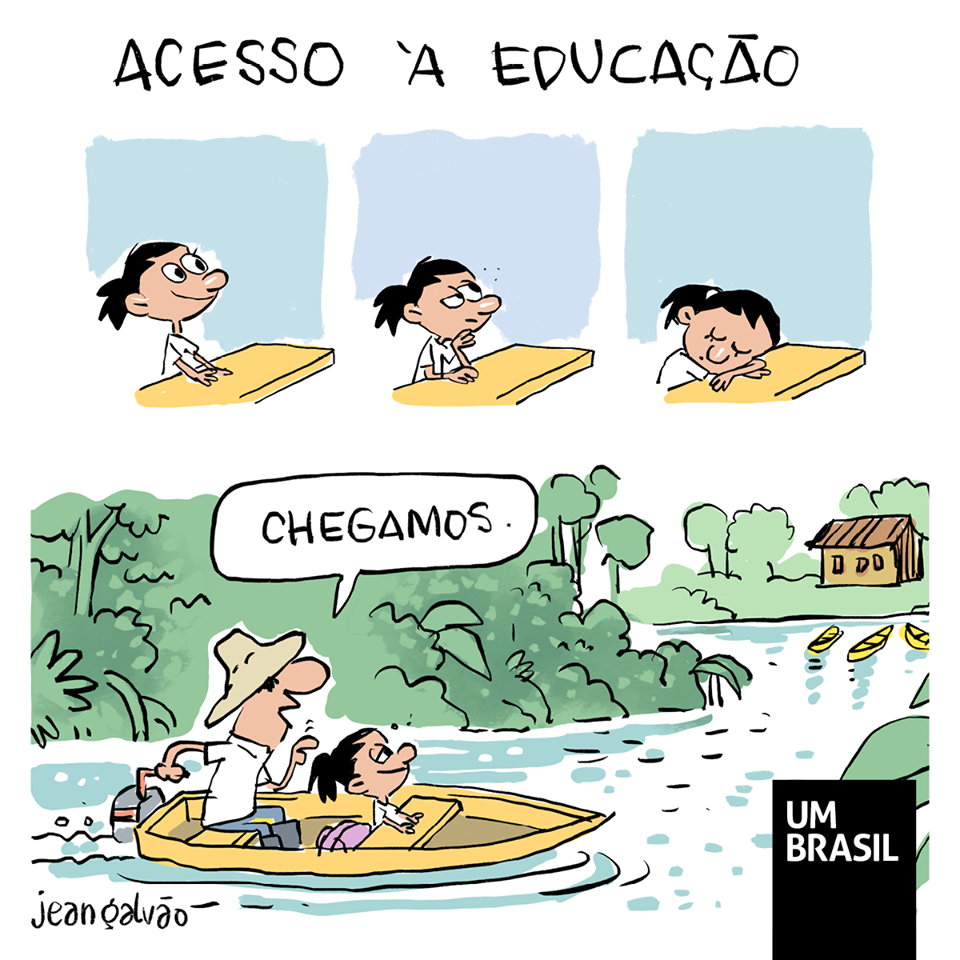 ACESSO À EDUCAÇÃO
CHEGAMOS.
jean galvão
UM
BRASIL